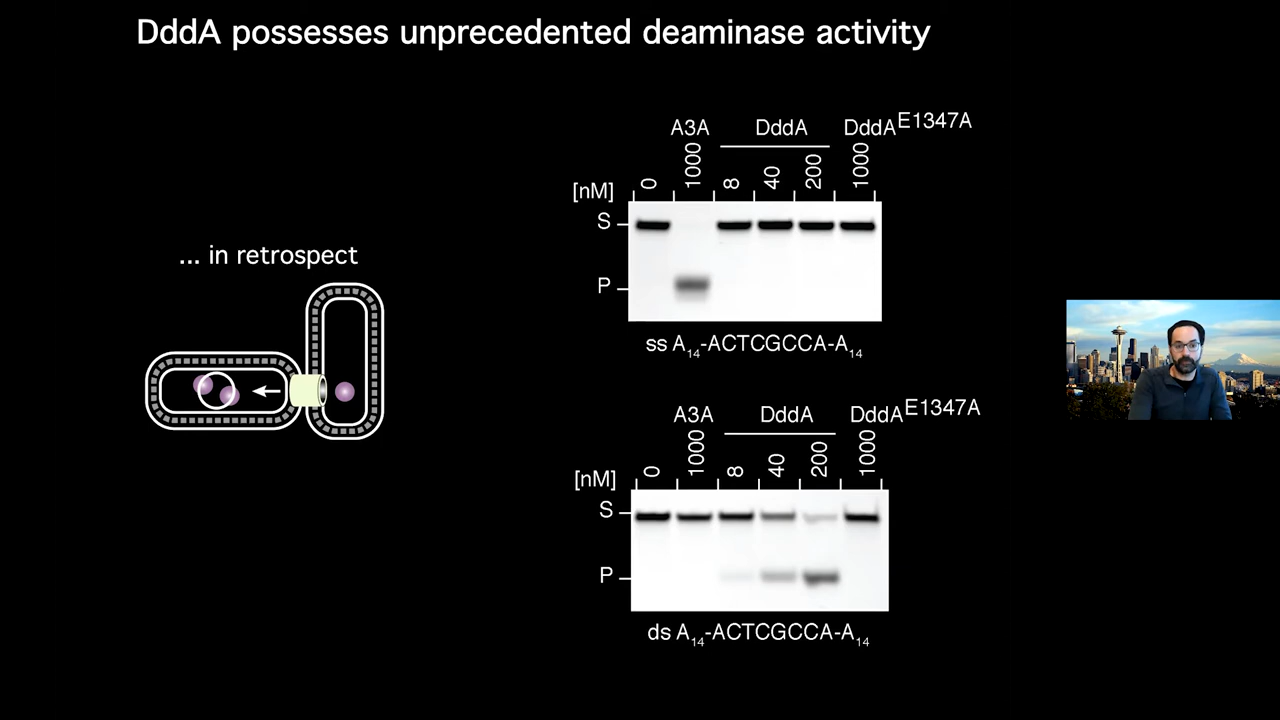 DddA possesses unprecedented deaminase activity
... in retrospect
A3A DddA DddA^E1347A
[nM] 0 1000 8 40 200 1000
S
P
ss A₁₄-ACTCGCCA-A₁₄
A3A DddA DddA^E1347A
[nM] 0 1000 8 40 200 1000
S
P
ds A₁₄-ACTCGCCA-A₁₄